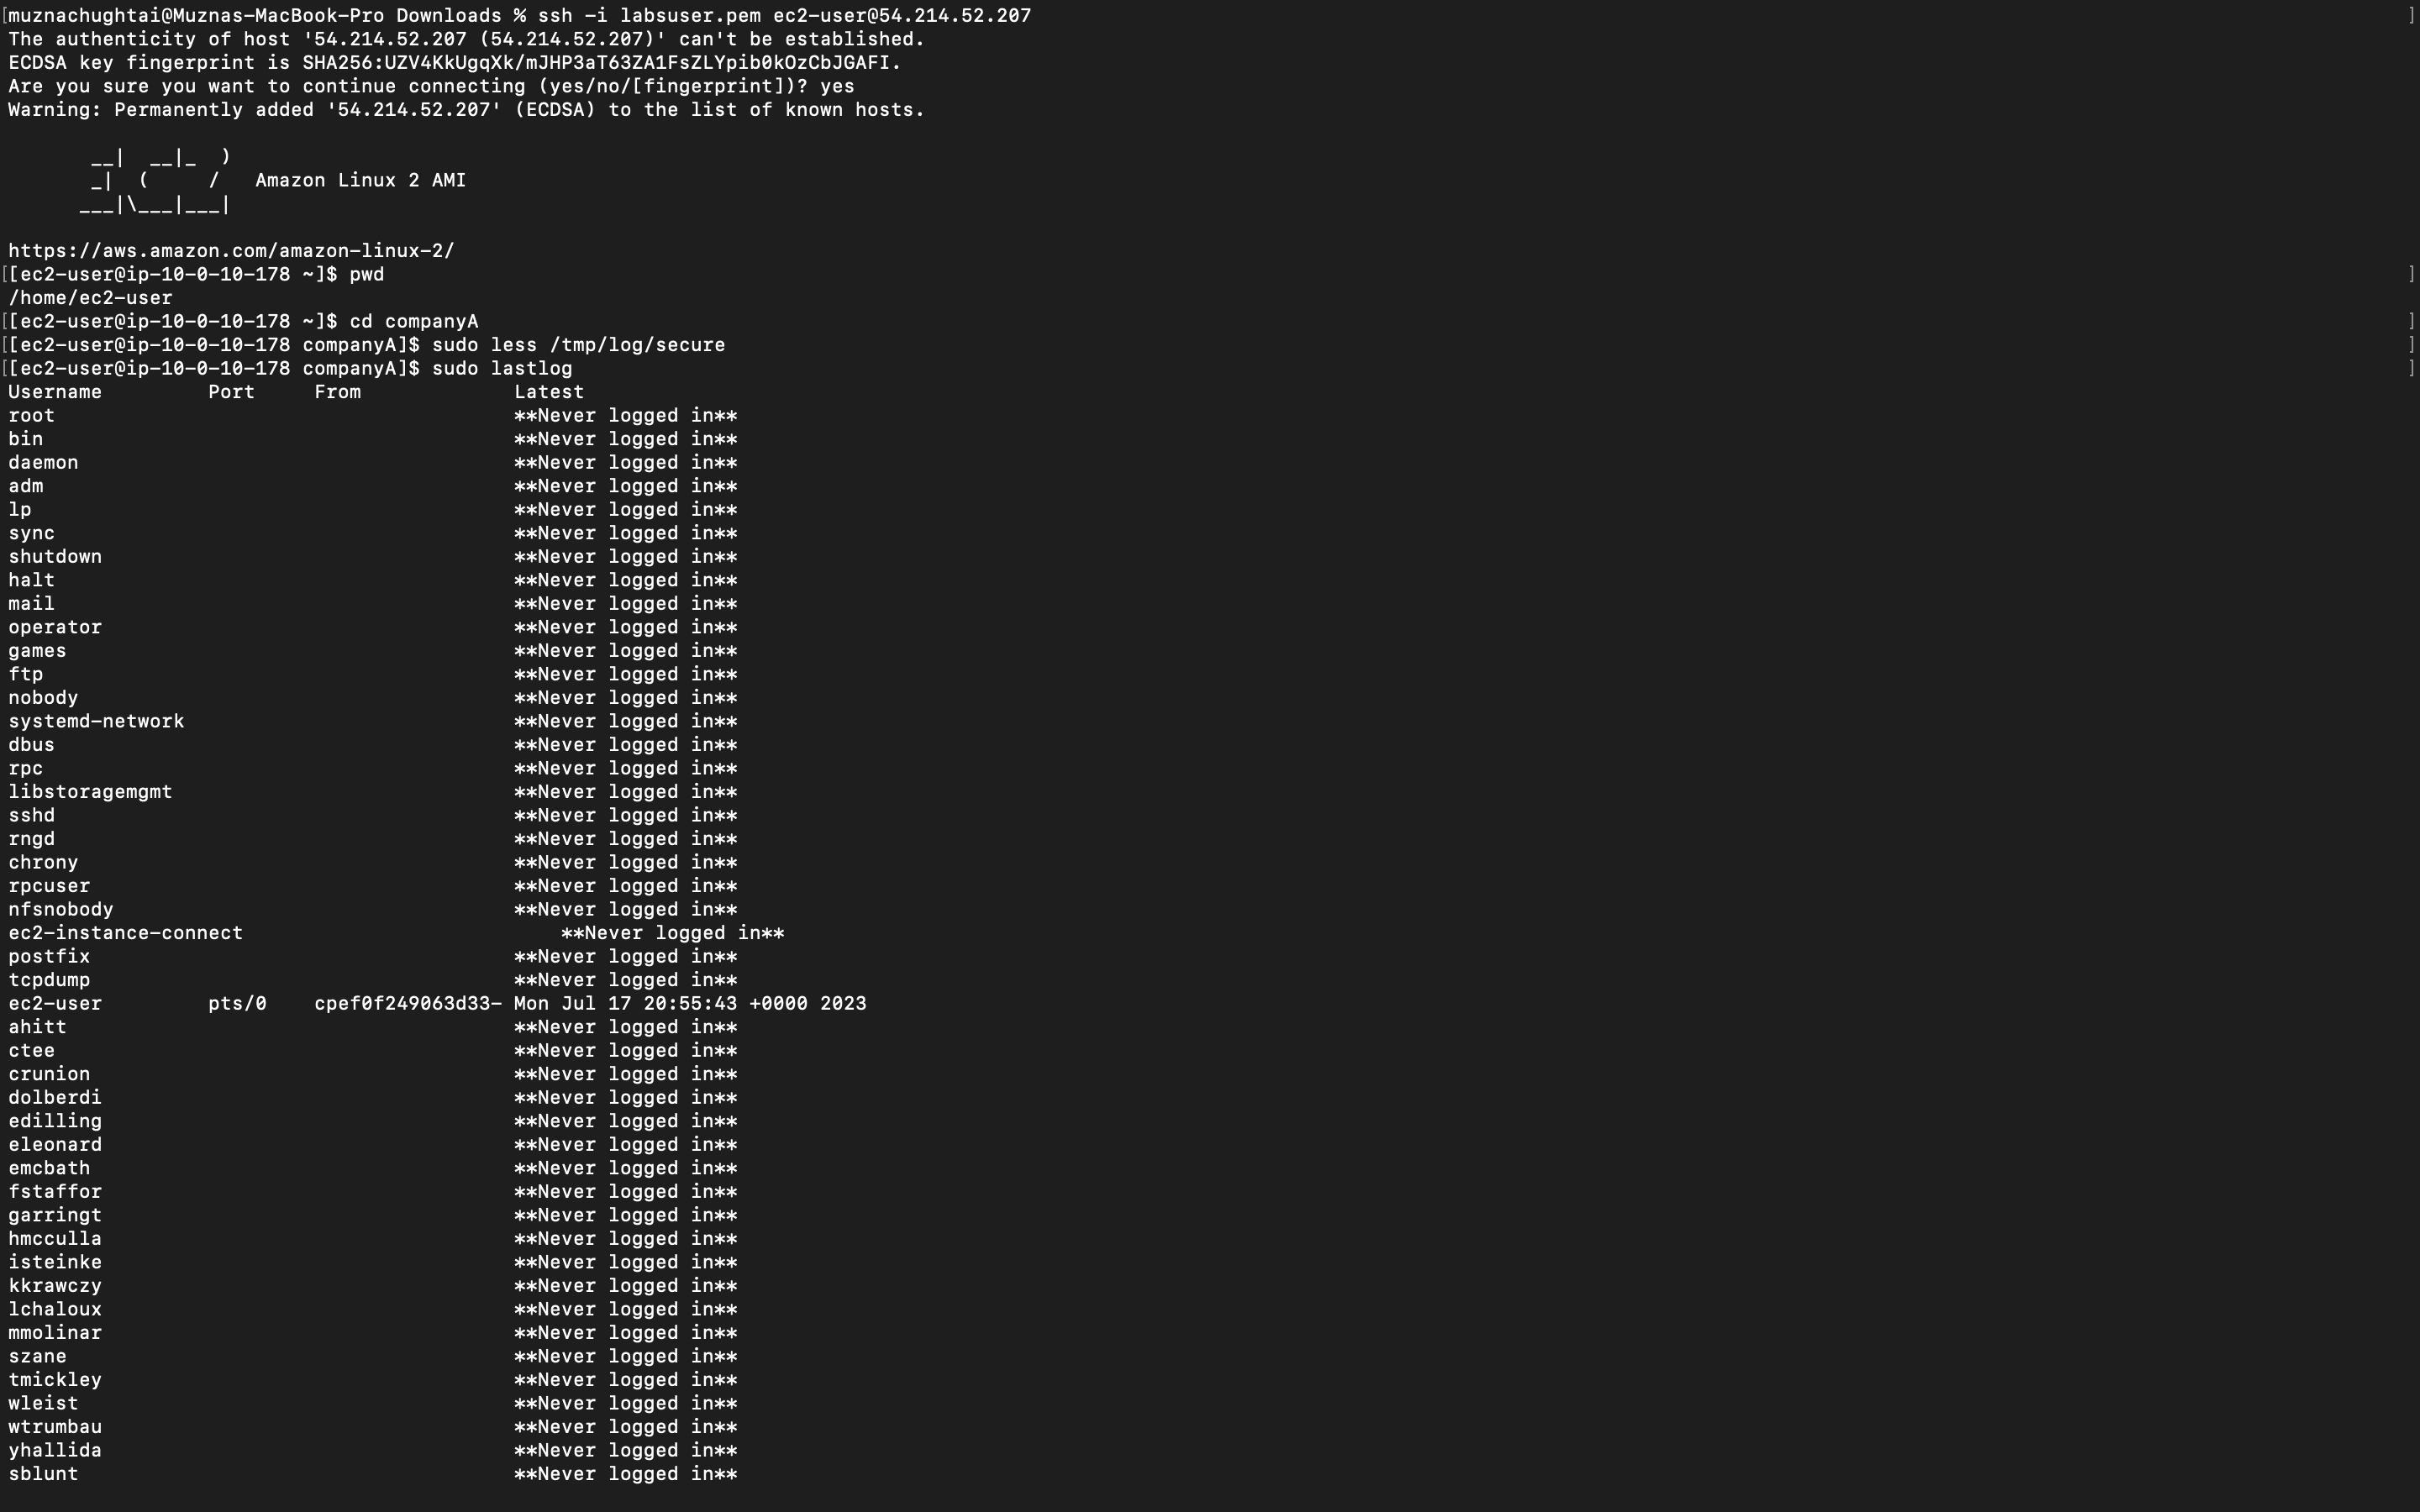 [muznachughtai@Muznas-MacBook-Pro Downloads % ssh -i labsuser.pem ec2-user@54.214.52.207 ]
The authenticity of host '54.214.52.207 (54.214.52.207)' can't be established.
ECDSA key fingerprint is SHA256:UZV4KkUgqXk/mJHP3aT63ZA1FsZLYpib0kOzCbJGAFI.
Are you sure you want to continue connecting (yes/no/[fingerprint])? yes
Warning: Permanently added '54.214.52.207' (ECDSA) to the list of known hosts.
       __|  __|_  )
       _|  (     /   Amazon Linux 2 AMI
      ___|\___|___|
https://aws.amazon.com/amazon-linux-2/
[[ec2-user@ip-10-0-10-178 ~]$ pwd ]
/home/ec2-user
[[ec2-user@ip-10-0-10-178 ~]$ cd companyA ]
[[ec2-user@ip-10-0-10-178 companyA]$ sudo less /tmp/log/secure ]
[[ec2-user@ip-10-0-10-178 companyA]$ sudo lastlog ]
Username         Port     From             Latest
root                                       **Never logged in**
bin                                        **Never logged in**
daemon                                     **Never logged in**
adm                                        **Never logged in**
lp                                         **Never logged in**
sync                                       **Never logged in**
shutdown                                   **Never logged in**
halt                                       **Never logged in**
mail                                       **Never logged in**
operator                                   **Never logged in**
games                                      **Never logged in**
ftp                                        **Never logged in**
nobody                                     **Never logged in**
systemd-network                            **Never logged in**
dbus                                       **Never logged in**
rpc                                        **Never logged in**
libstoragemgmt                             **Never logged in**
sshd                                       **Never logged in**
rngd                                       **Never logged in**
chrony                                     **Never logged in**
rpcuser                                    **Never logged in**
nfsnobody                                  **Never logged in**
ec2-instance-connect                           **Never logged in**
postfix                                    **Never logged in**
tcpdump                                    **Never logged in**
ec2-user         pts/0    cpef0f249063d33- Mon Jul 17 20:55:43 +0000 2023
ahitt                                      **Never logged in**
ctee                                       **Never logged in**
crunion                                    **Never logged in**
dolberdi                                   **Never logged in**
edilling                                   **Never logged in**
eleonard                                   **Never logged in**
emcbath                                    **Never logged in**
fstaffor                                   **Never logged in**
garringt                                   **Never logged in**
hmcculla                                   **Never logged in**
isteinke                                   **Never logged in**
kkrawczy                                   **Never logged in**
lchaloux                                   **Never logged in**
mmolinar                                   **Never logged in**
szane                                      **Never logged in**
tmickley                                   **Never logged in**
wleist                                     **Never logged in**
wtrumbau                                   **Never logged in**
yhallida                                   **Never logged in**
sblunt                                     **Never logged in**